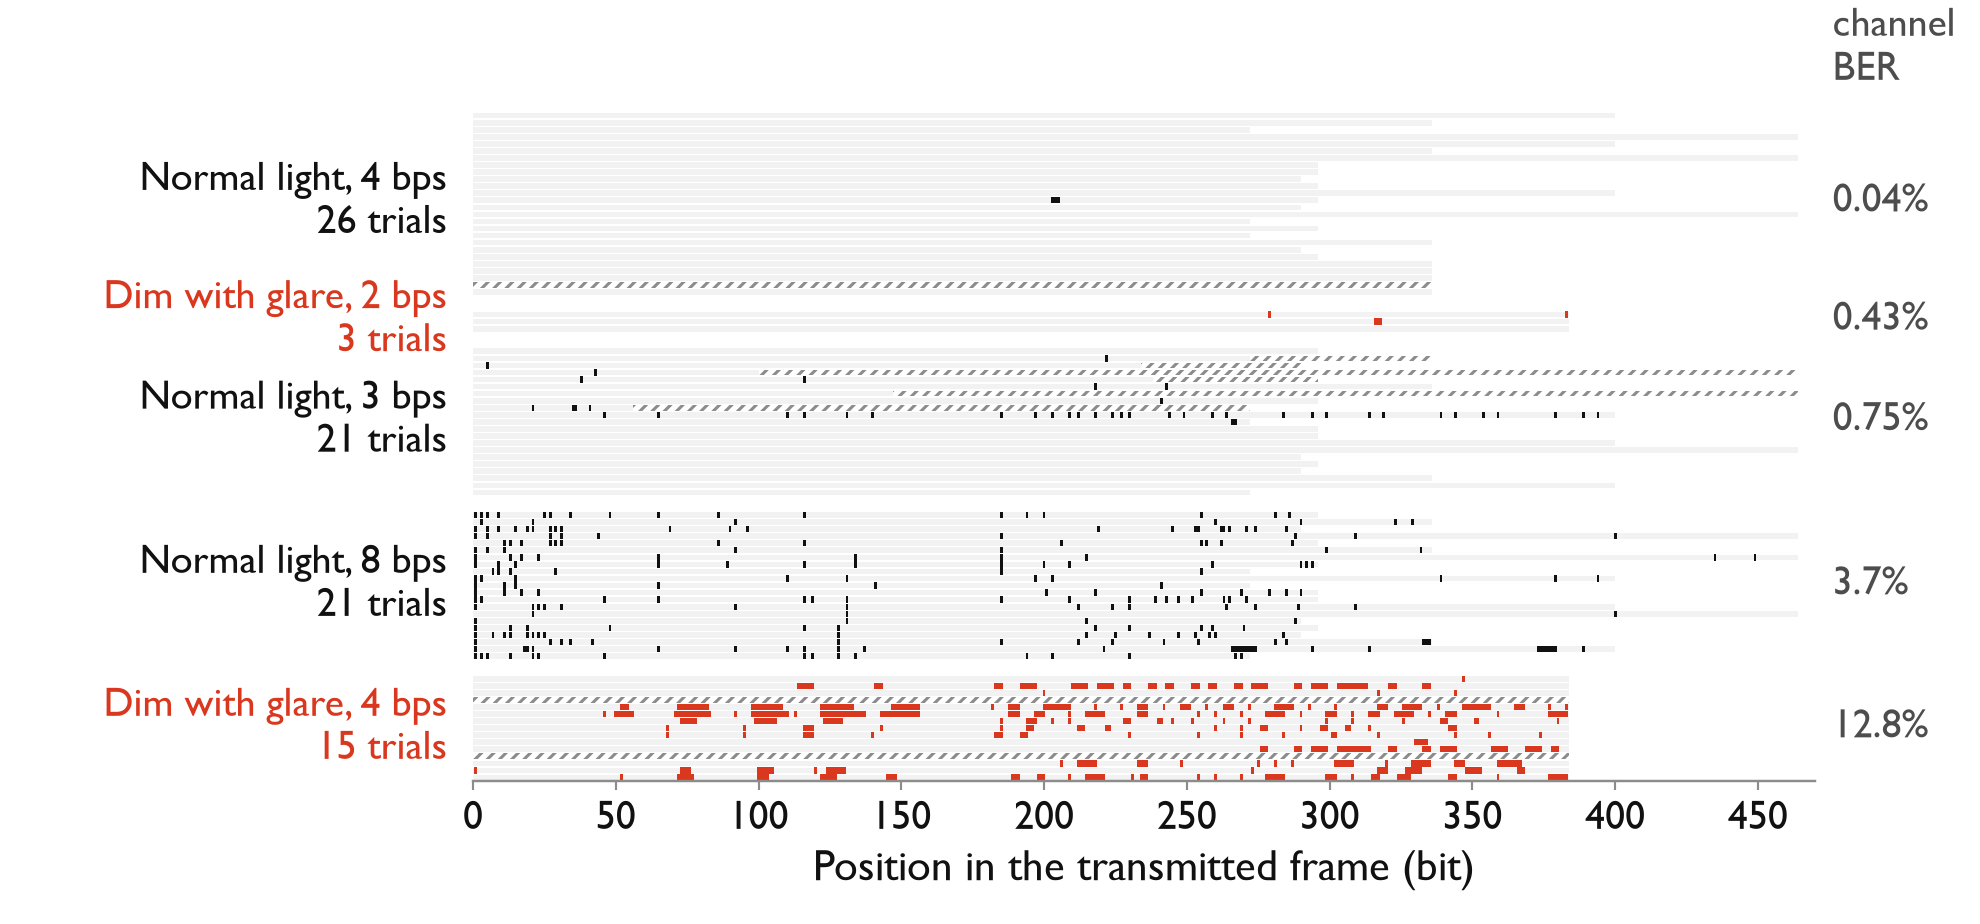 channel
BER
Normal light, 4 bps
26 trials
0.04%
Dim with glare, 2 bps
3 trials
0.43%
Normal light, 3 bps
21 trials
0.75%
Normal light, 8 bps
21 trials
3.7%
Dim with glare, 4 bps
15 trials
12.8%
0 50 100 150 200 250 300 350 400 450
Position in the transmitted frame (bit)